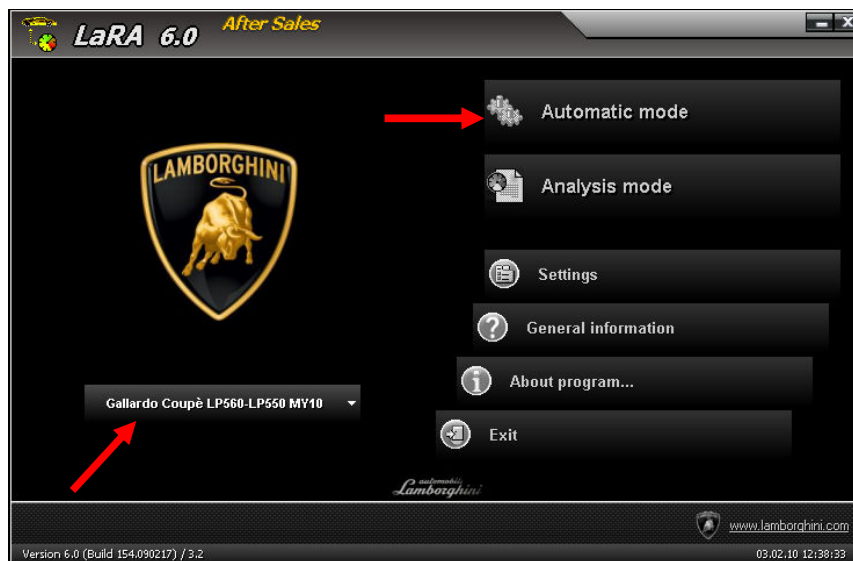 LaRA 6.0 After Sales
Automatic mode
LAMBORGHINI
Analysis mode
Settings
General information
About program...
Gallardo Coupè LP560-LP550 MY10
Exit
automobili
Lamborghini
www.lamborghini.com
Version 6.0 (Build 154.090217) / 3.2
03.02.10 12:38:33